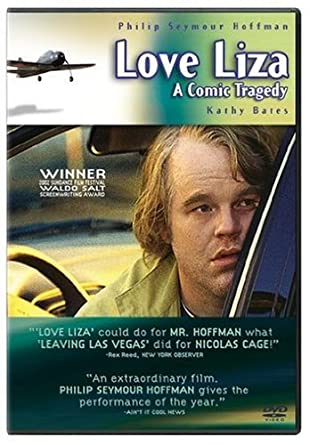 Philip Seymour Hoffman
Love Liza
A Comic Tragedy
Kathy Bates
WINNER
2002 SUNDANCE FILM FESTIVAL
WALDO SALT
SCREENWRITING AWARD
"'LOVE LIZA' could do for MR. HOFFMAN what
'LEAVING LAS VEGAS' did for NICOLAS CAGE!"
-Rex Reed, NEW YORK OBSERVER
"An extraordinary film.
PHILIP SEYMOUR HOFFMAN gives the
performance of the year."
-AIN'T IT COOL NEWS
DVD
VIDEO